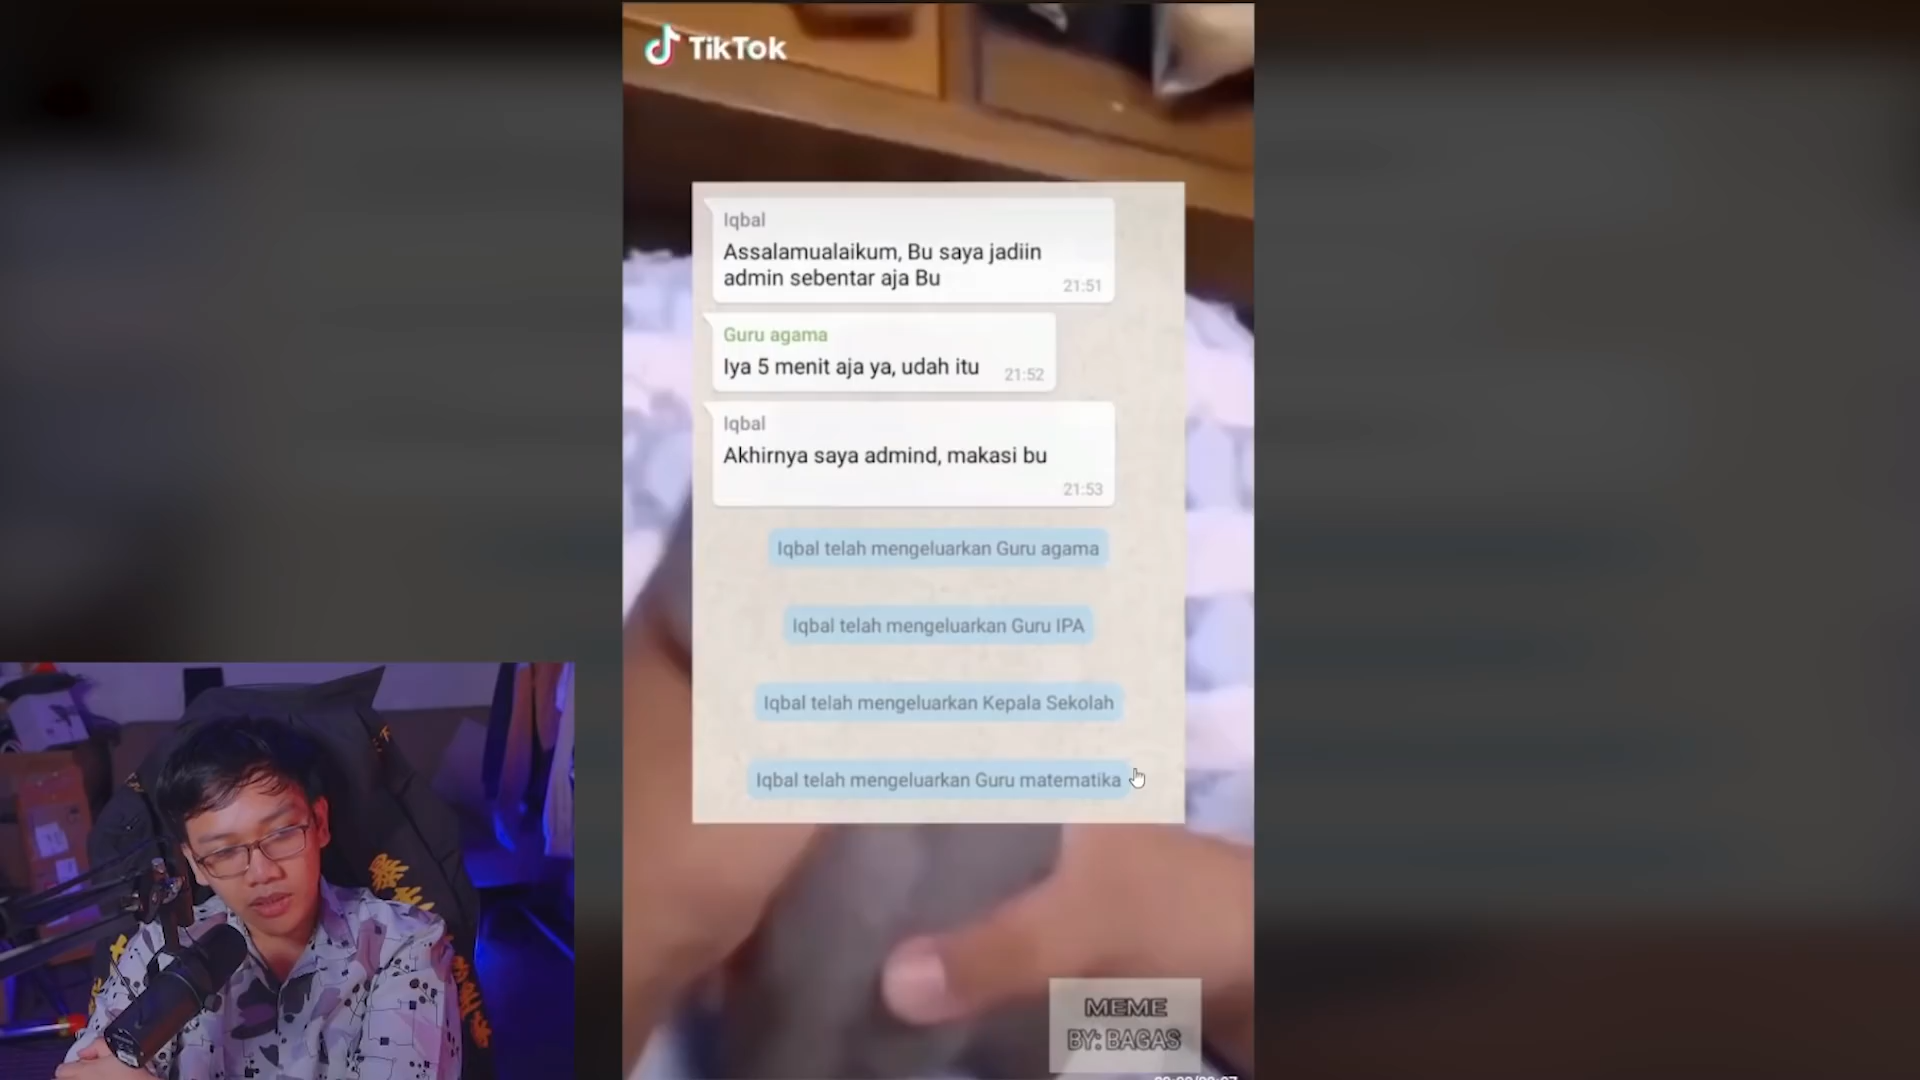 TikTok
Iqbal
Assalamualaikum, Bu saya jadiin
admin sebentar aja Bu
21:51
Guru agama
Iya 5 menit aja ya, udah itu
21:52
Iqbal
Akhirnya saya admind, makasi bu
21:53
Iqbal telah mengeluarkan Guru agama
Iqbal telah mengeluarkan Guru IPA
Iqbal telah mengeluarkan Kepala Sekolah
Iqbal telah mengeluarkan Guru matematika
MEME
BY: BAGAS